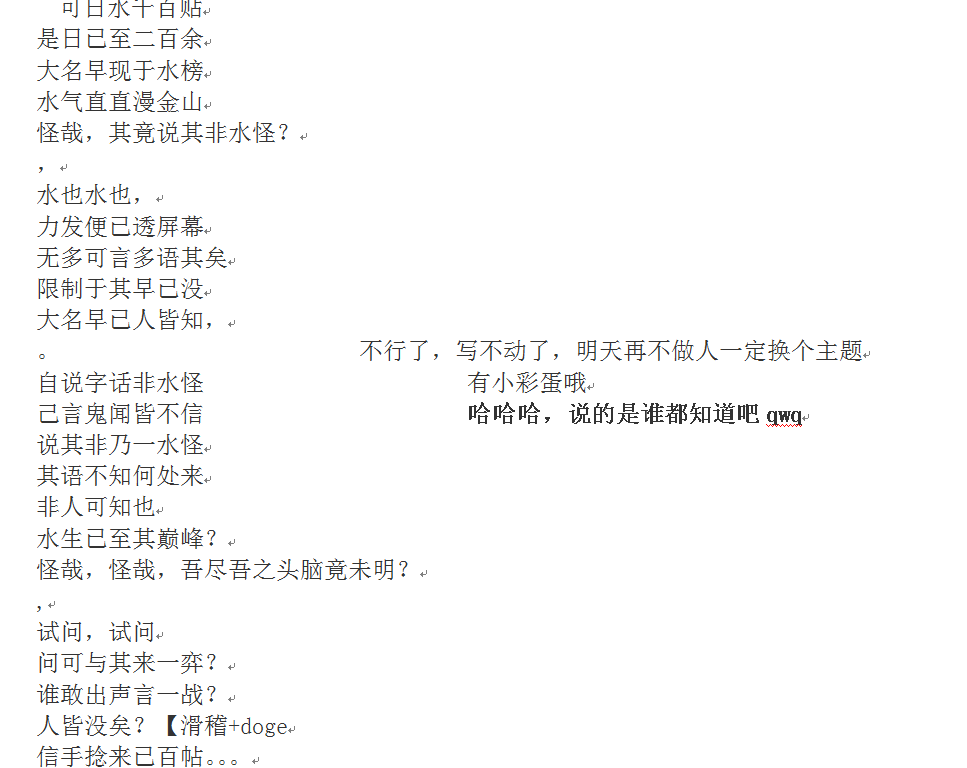 可日水千百贴
是日已至二百余
大名早现于水榜
水气直直漫金山
怪哉，其竟说其非水怪？
，
水也水也，
力发便已透屏幕
无多可言多语其矣
限制于其早已没
大名早已人皆知，
。 不行了，写不动了，明天再不做人一定换个主题
自说字话非水怪 有小彩蛋哦
己言鬼闻皆不信 哈哈哈，说的是谁都知道吧 qwq
说其非乃一水怪
其语不知何处来
非人可知也
水生已至其巅峰？
怪哉，怪哉，吾尽吾之头脑竟未明？
,
试问，试问
问可与其来一弈？
谁敢出声言一战？
人皆没矣？【滑稽+doge
信手捻来已百帖。。。